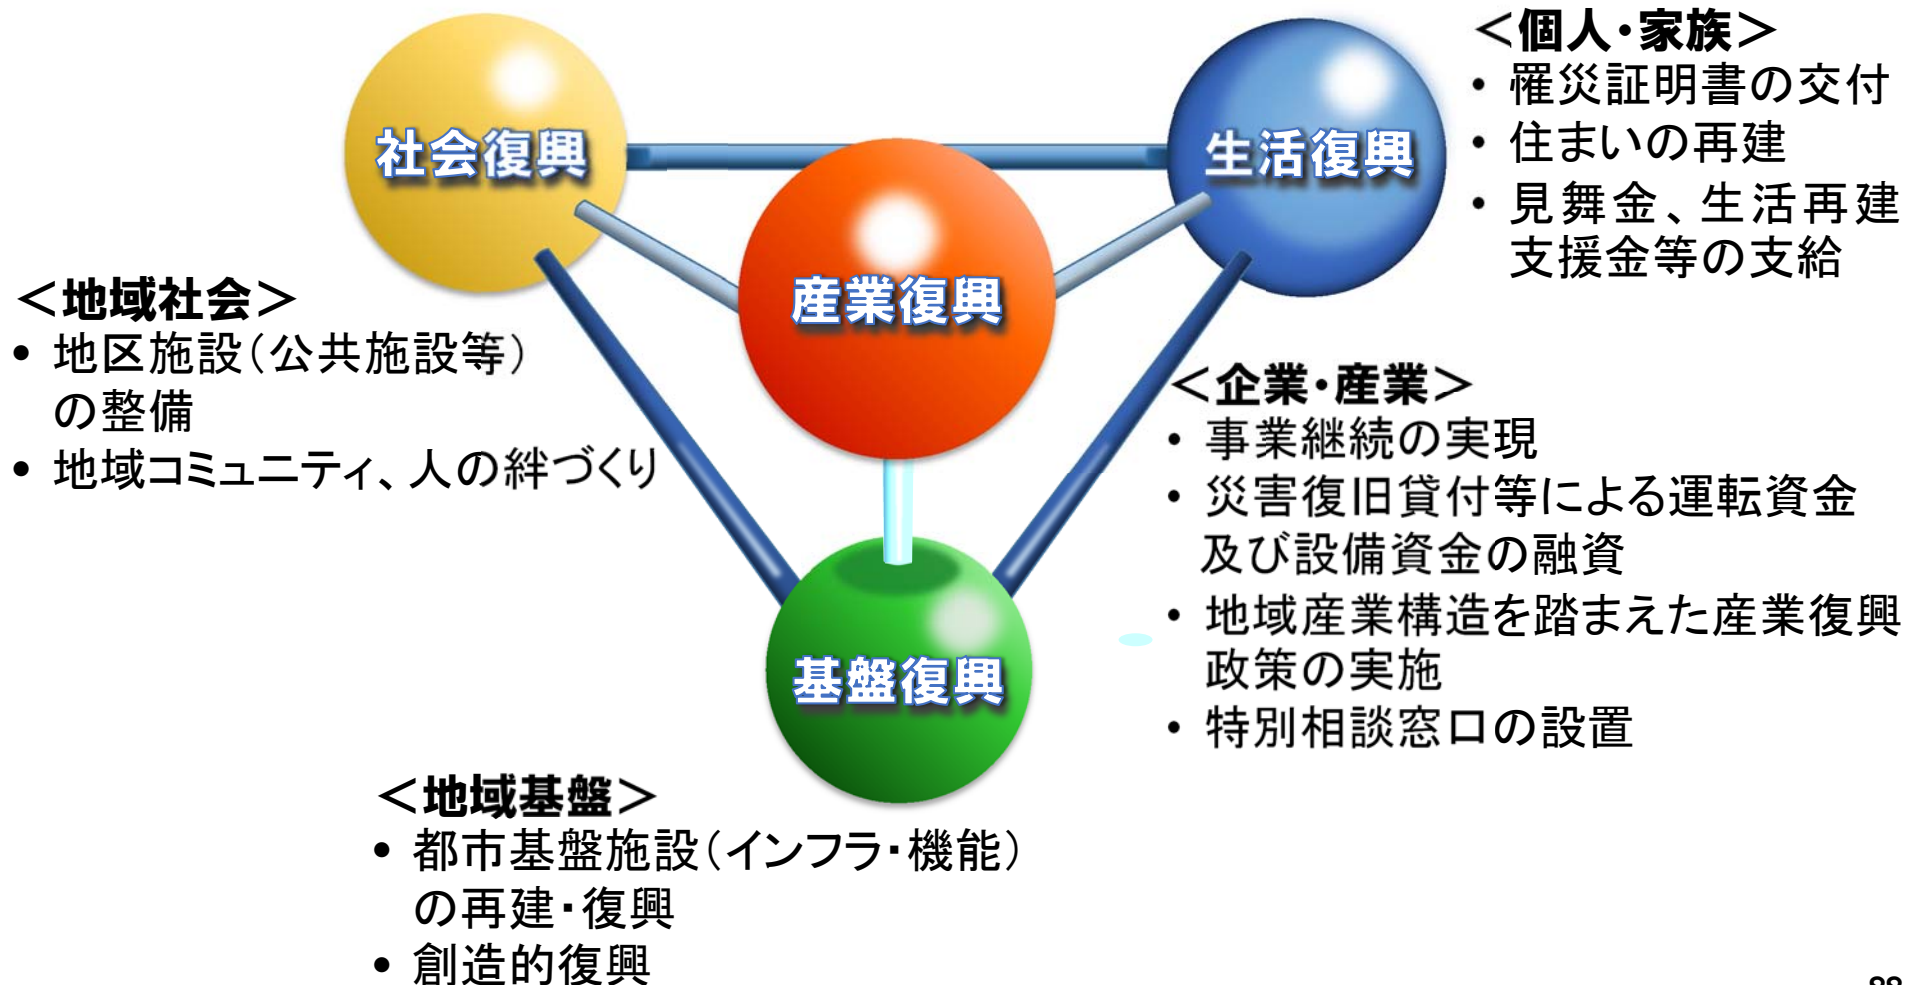 社会復興
生活復興
産業復興
基盤復興
＜個人・家族＞
• 罹災証明書の交付
• 住まいの再建
• 見舞金、生活再建
支援金等の支給
＜地域社会＞
• 地区施設（公共施設等）
の整備
• 地域コミュニティ、人の絆づくり
＜企業・産業＞
• 事業継続の実現
• 災害復旧貸付等による運転資金
及び設備資金の融資
• 地域産業構造を踏まえた産業復興
政策の実施
• 特別相談窓口の設置
＜地域基盤＞
• 都市基盤施設（インフラ・機能）
の再建・復興
• 創造的復興